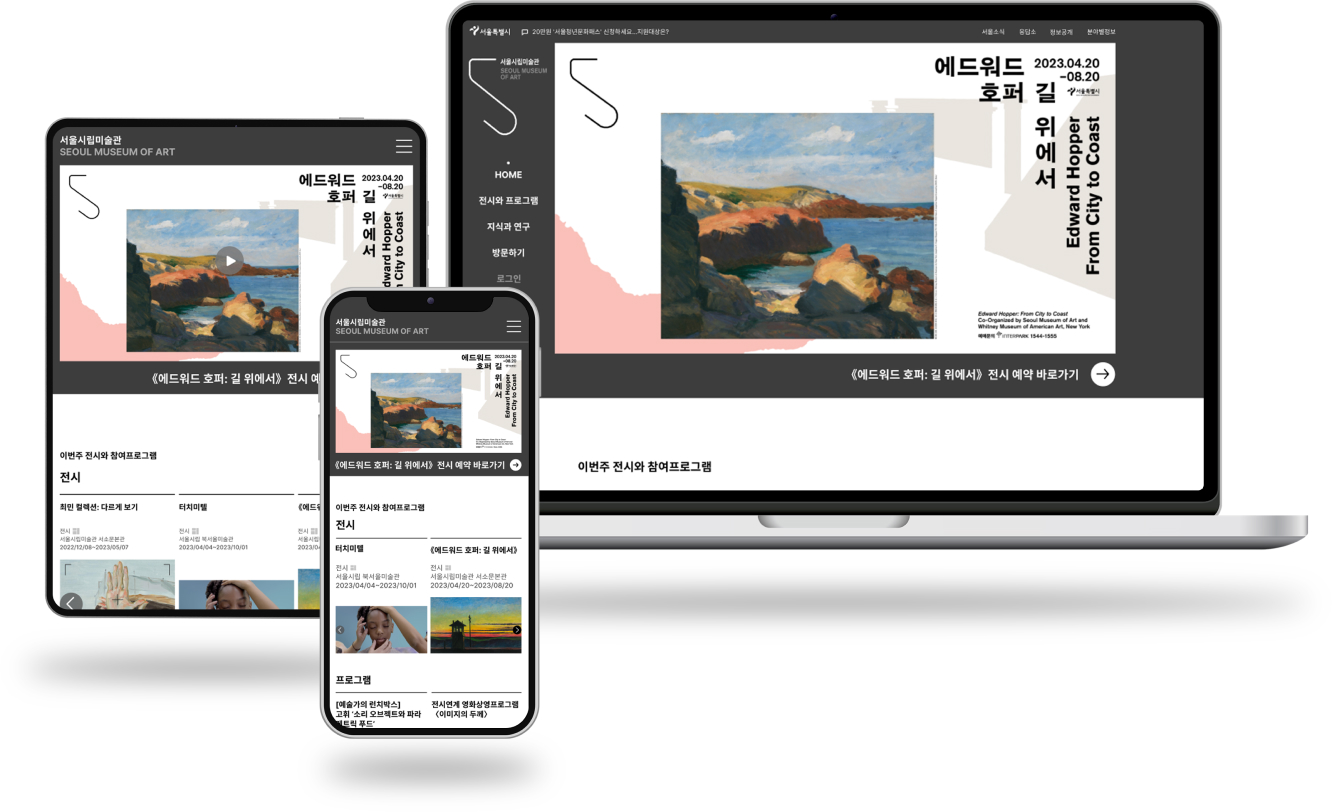 서울특별시
20만원 '서울청년문화패스' 신청하세요...지원대상은?
서울소식
응답소
정보공개
분야별정보
서울시립미술관
SEOUL MUSEUM
OF ART
HOME
전시와 프로그램
지식과 연구
방문하기
로그인
에드워드
호퍼 길
위에서
2023.04.20
–08.20
서울특별시
Edward Hopper
From City to Coast
Edward Hopper: From City to Coast
Co-Organized by Seoul Museum of Art and
Whitney Museum of American Art, New York
예매문의 INTERPARK 1544-1555
《에드워드 호퍼: 길 위에서》 전시 예약 바로가기
이번주 전시와 참여프로그램
서울시립미술관
SEOUL MUSEUM OF ART
에드워드
호퍼 길
위에서
2023.04.20
–08.20
서울특별시
dward Hopper
m City to Coast
《에드워드 호퍼: 길 위에서》 전시 예
이번주 전시와 참여프로그램
전시
최민 컬렉션: 다르게 보기
전시
서울시립미술관 서소문본관
2022/12/08~2023/05/07
터치미텔
전시
서울시립 북서울미술관
2023/04/04~2023/10/01
《에드워
전시
서울시립
2023/04
서울시립미술관
SEOUL MUSEUM OF ART
에드워드
호퍼 길
위에서
2023.04.20
–08.20
Edward Hopper
From City to Coast
《에드워드 호퍼: 길 위에서》 전시 예약 바로가기
이번주 전시와 참여프로그램
전시
터치미텔
전시
서울시립 북서울미술관
2023/04/04~2023/10/01
《에드워드 호퍼: 길 위에서》
전시
서울시립미술관 서소문본관
2023/04/20~2023/08/20
프로그램
[예술가의 런치박스]
고휘 '소리 오브젝트와 파라
메트릭 푸드'
전시연계 영화상영프로그램
〈이미지의 두께〉